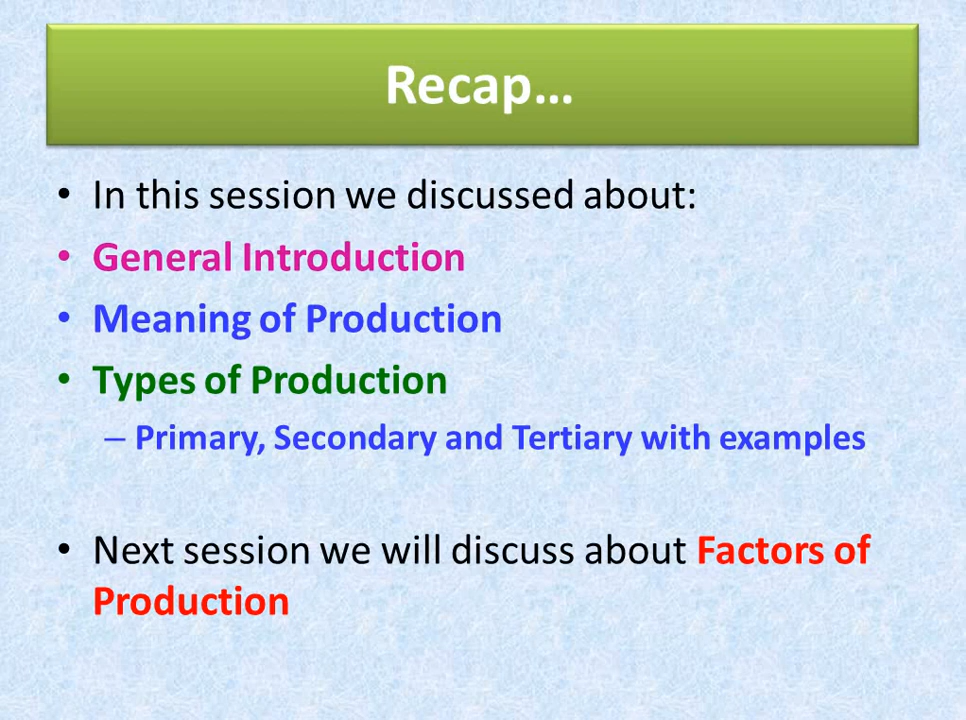 Recap...
• In this session we discussed about:
• General Introduction
• Meaning of Production
• Types of Production
– Primary, Secondary and Tertiary with examples
• Next session we will discuss about Factors of
Production